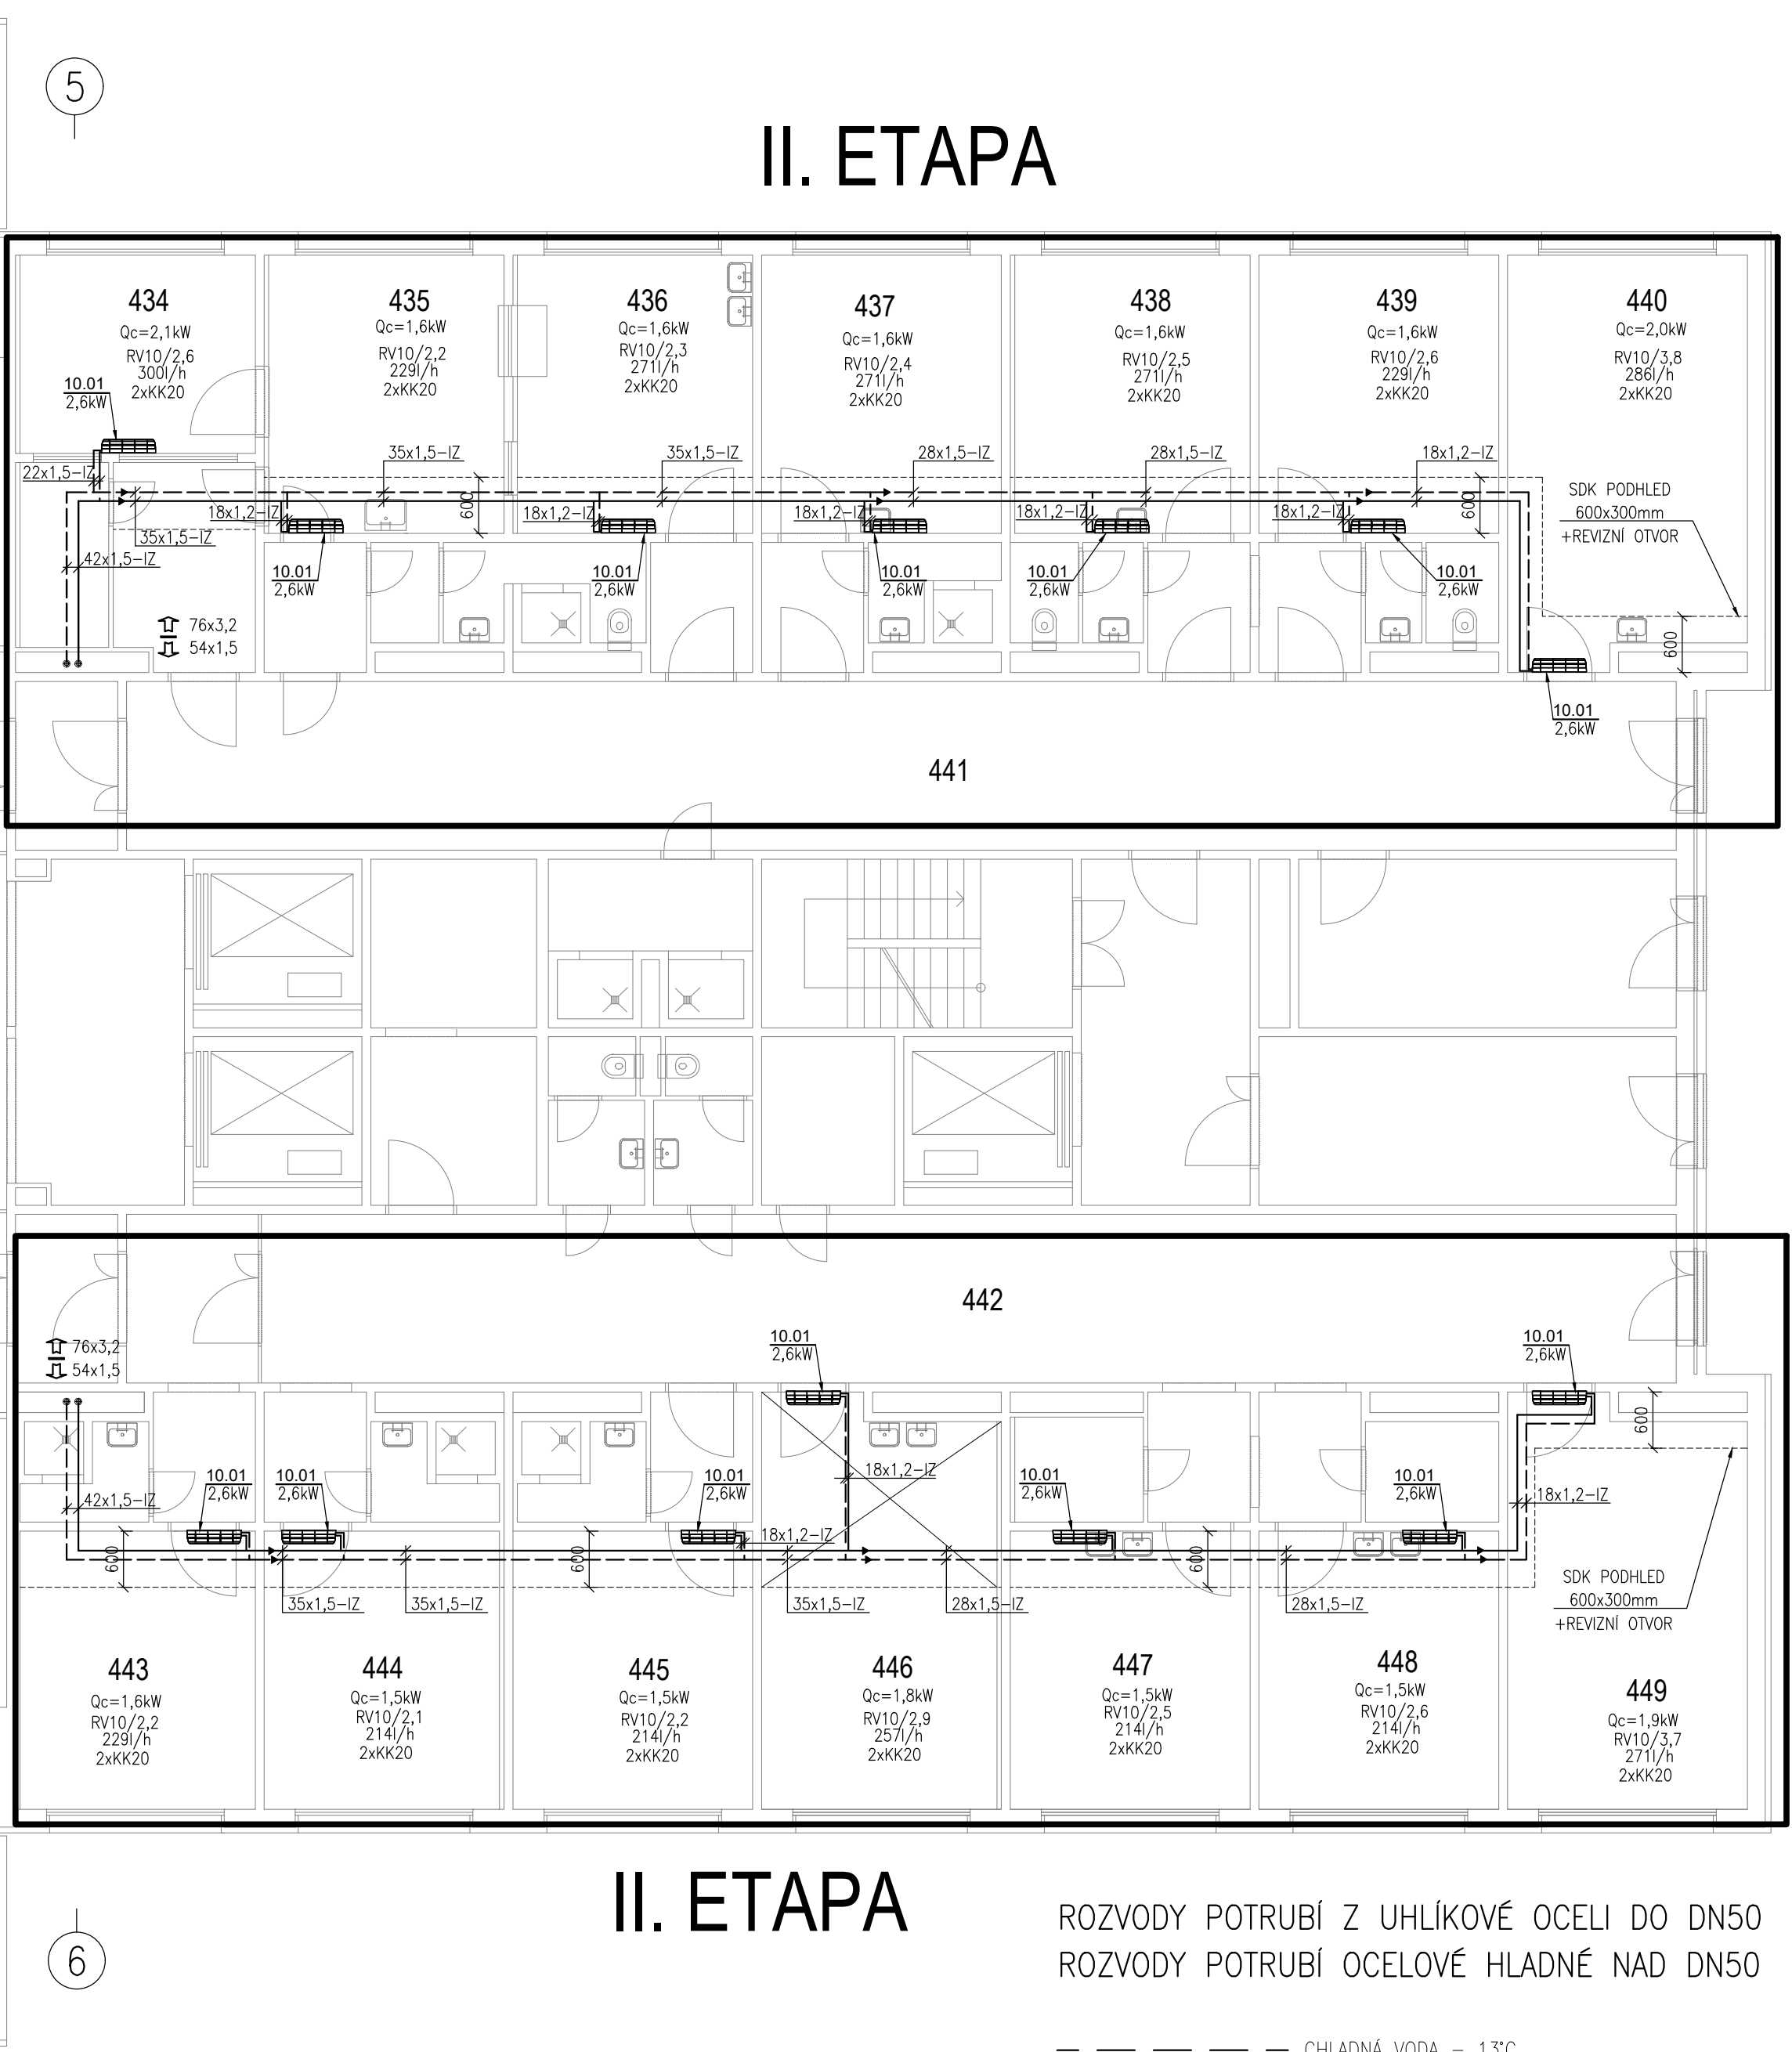 5
II. ETAPA
434
Qc=2,1kW
RV10/2,6
300l/h
2xKK20
10.01
2,6kW
435
Qc=1,6kW
RV10/2,2
229l/h
2xKK20
436
Qc=1,6kW
RV10/2,3
271l/h
2xKK20
437
Qc=1,6kW
RV10/2,4
271l/h
2xKK20
438
Qc=1,6kW
RV10/2,5
271l/h
2xKK20
439
Qc=1,6kW
RV10/2,6
229l/h
2xKK20
440
Qc=2,0kW
RV10/3,8
286l/h
2xKK20
22x1,5-IZ
35x1,5-IZ
35x1,5-IZ
28x1,5-IZ
28x1,5-IZ
18x1,2-IZ
600
600
18x1,2-IZ
18x1,2-IZ
18x1,2-IZ
18x1,2-IZ
18x1,2-IZ
SDK PODHLED
600x300mm
+REVIZNÍ OTVOR
35x1,5-IZ
42x1,5-IZ
10.01
2,6kW
10.01
2,6kW
10.01
2,6kW
10.01
2,6kW
10.01
2,6kW
76x3,2
54x1,5
600
10.01
2,6kW
441
442
76x3,2
54x1,5
10.01
2,6kW
10.01
2,6kW
600
10.01
2,6kW
10.01
2,6kW
10.01
2,6kW
18x1,2-IZ
10.01
2,6kW
10.01
2,6kW
42x1,5-IZ
18x1,2-IZ
18x1,2-IZ
600
600
600
35x1,5-IZ
35x1,5-IZ
35x1,5-IZ
28x1,5-IZ
28x1,5-IZ
SDK PODHLED
600x300mm
+REVIZNÍ OTVOR
443
Qc=1,6kW
RV10/2,2
229l/h
2xKK20
444
Qc=1,5kW
RV10/2,1
214l/h
2xKK20
445
Qc=1,5kW
RV10/2,2
214l/h
2xKK20
446
Qc=1,8kW
RV10/2,9
257l/h
2xKK20
447
Qc=1,5kW
RV10/2,5
214l/h
2xKK20
448
Qc=1,5kW
RV10/2,6
214l/h
2xKK20
449
Qc=1,9kW
RV10/3,7
271l/h
2xKK20
II. ETAPA
6
ROZVODY POTRUBÍ Z UHLÍKOVÉ OCELI DO DN50
ROZVODY POTRUBÍ OCELOVÉ HLADNÉ NAD DN50
CHLADNÁ VODA - 13°C